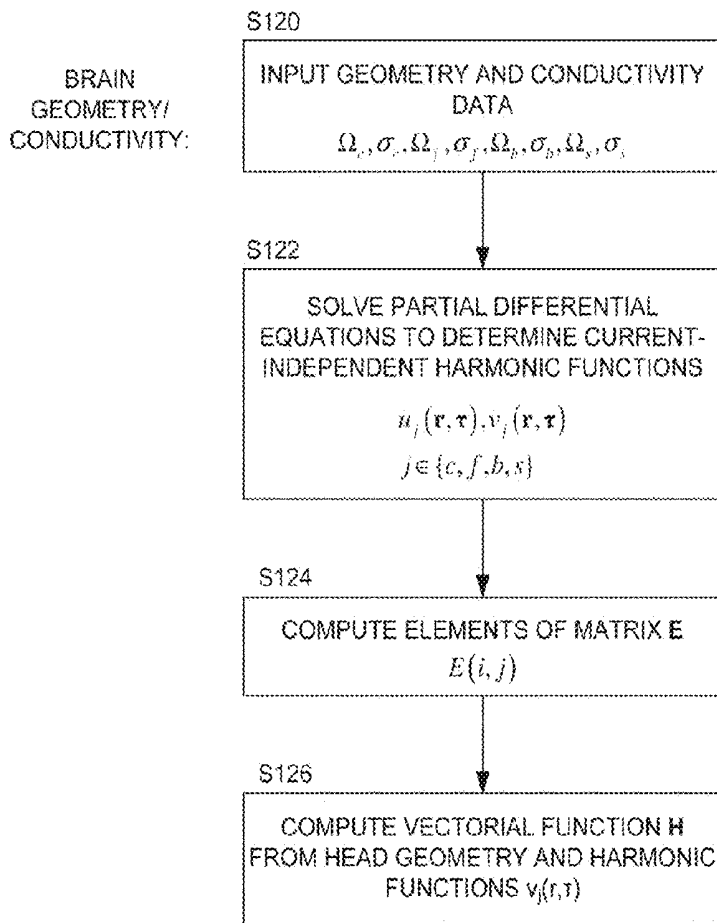 S120
BRAIN
GEOMETRY/
CONDUCTIVITY:
INPUT GEOMETRY AND CONDUCTIVITY
DATA
Ω_c, σ_c, Ω_f, σ_f, Ω_b, σ_b, Ω_s, σ_s
S122
SOLVE PARTIAL DIFFERENTIAL
EQUATIONS TO DETERMINE CURRENT-
INDEPENDENT HARMONIC FUNCTIONS
u_j(r,τ), v_j(r,τ)
j∈{c,f,b,s}
S124
COMPUTE ELEMENTS OF MATRIX E
E(i,j)
S126
COMPUTE VECTORIAL FUNCTION H
FROM HEAD GEOMETRY AND HARMONIC
FUNCTIONS v_j(r,τ)